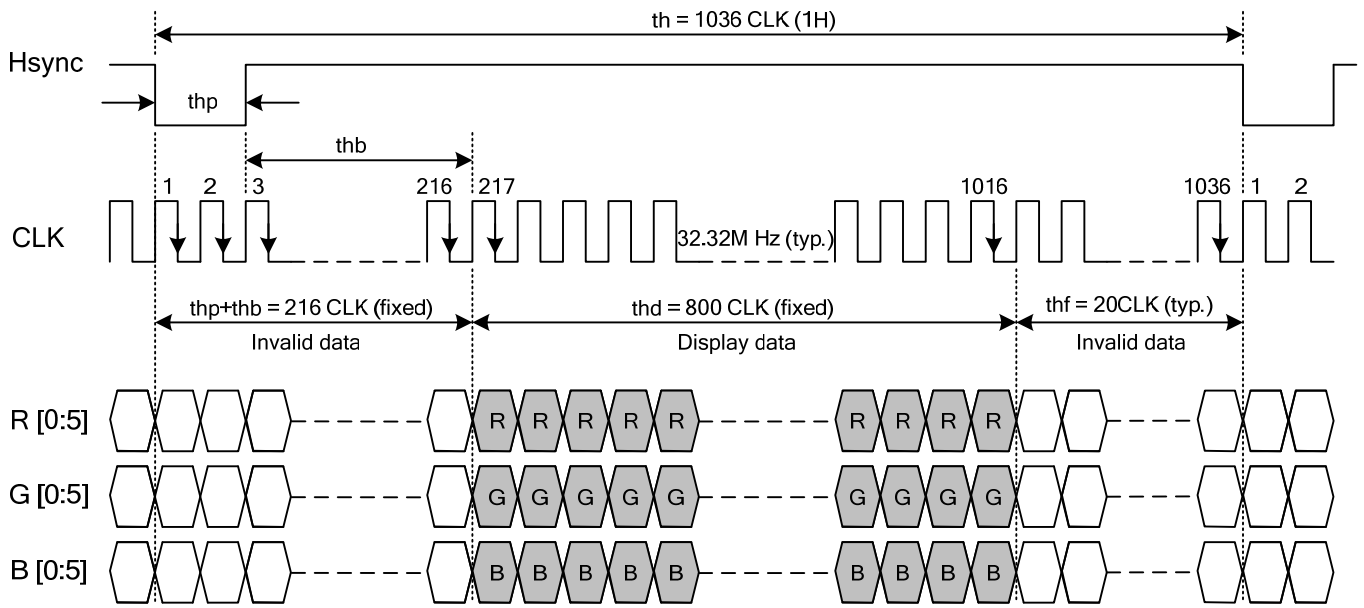 th = 1036 CLK (1H)
Hsync
thp
thb
1 2 3 216 217 1016 1036 1 2
CLK
32.32M Hz (typ.)
thp+thb = 216 CLK (fixed) thd = 800 CLK (fixed) thf = 20CLK (typ.)
Invalid data Display data Invalid data
R [0:5] R R R R R R R R R
G [0:5] G G G G G G G G G
B [0:5] B B B B B B B B B